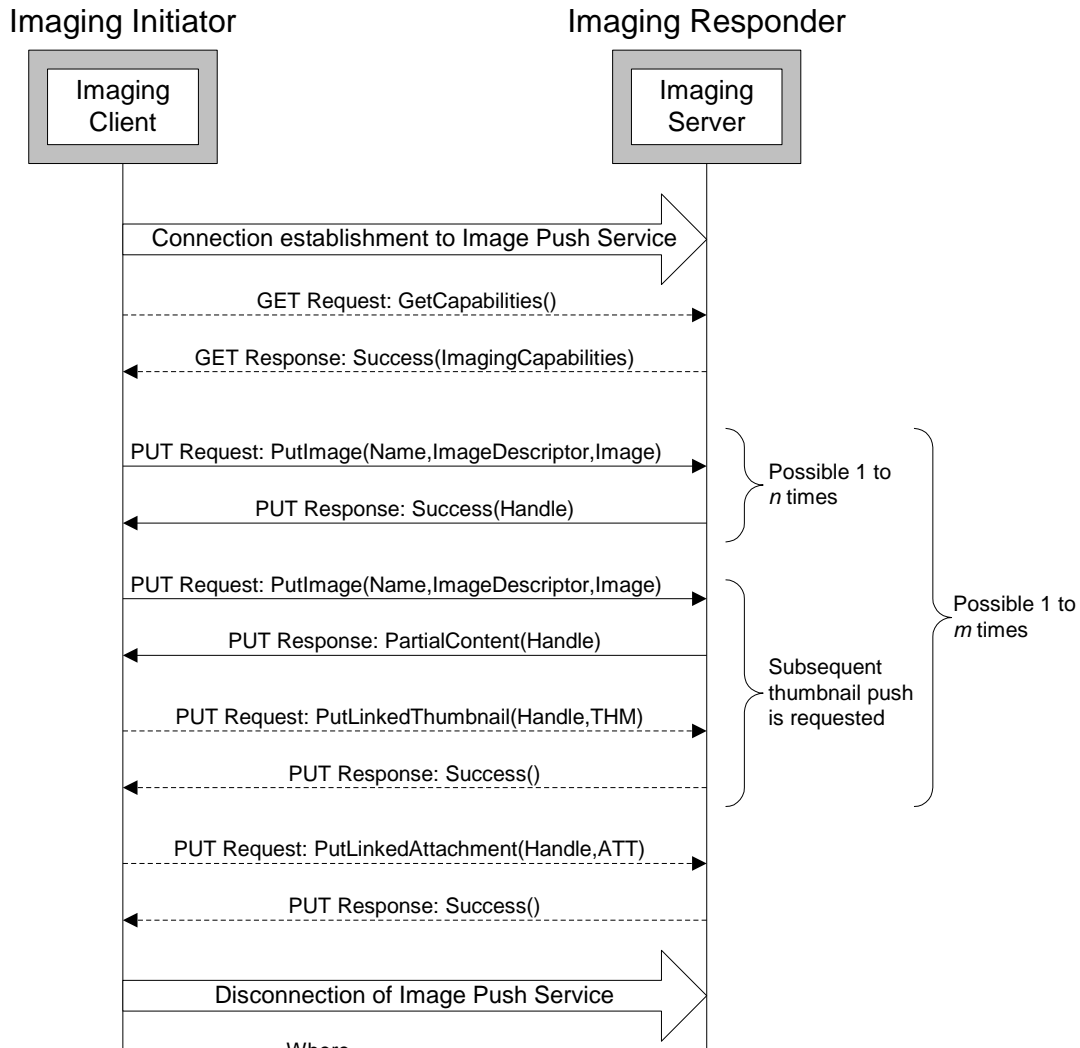 Imaging Initiator
Imaging Responder
Imaging
Client
Imaging
Server
Connection establishment to Image Push Service
GET Request: GetCapabilities()
GET Response: Success(ImagingCapabilities)
PUT Request: PutImage(Name,ImageDescriptor,Image)
PUT Response: Success(Handle)
Possible 1 to
n times
PUT Request: PutImage(Name,ImageDescriptor,Image)
PUT Response: PartialContent(Handle)
PUT Request: PutLinkedThumbnail(Handle,THM)
PUT Response: Success()
Subsequent
thumbnail push
is requested
Possible 1 to
m times
PUT Request: PutLinkedAttachment(Handle,ATT)
PUT Response: Success()
Disconnection of Image Push Service
Where